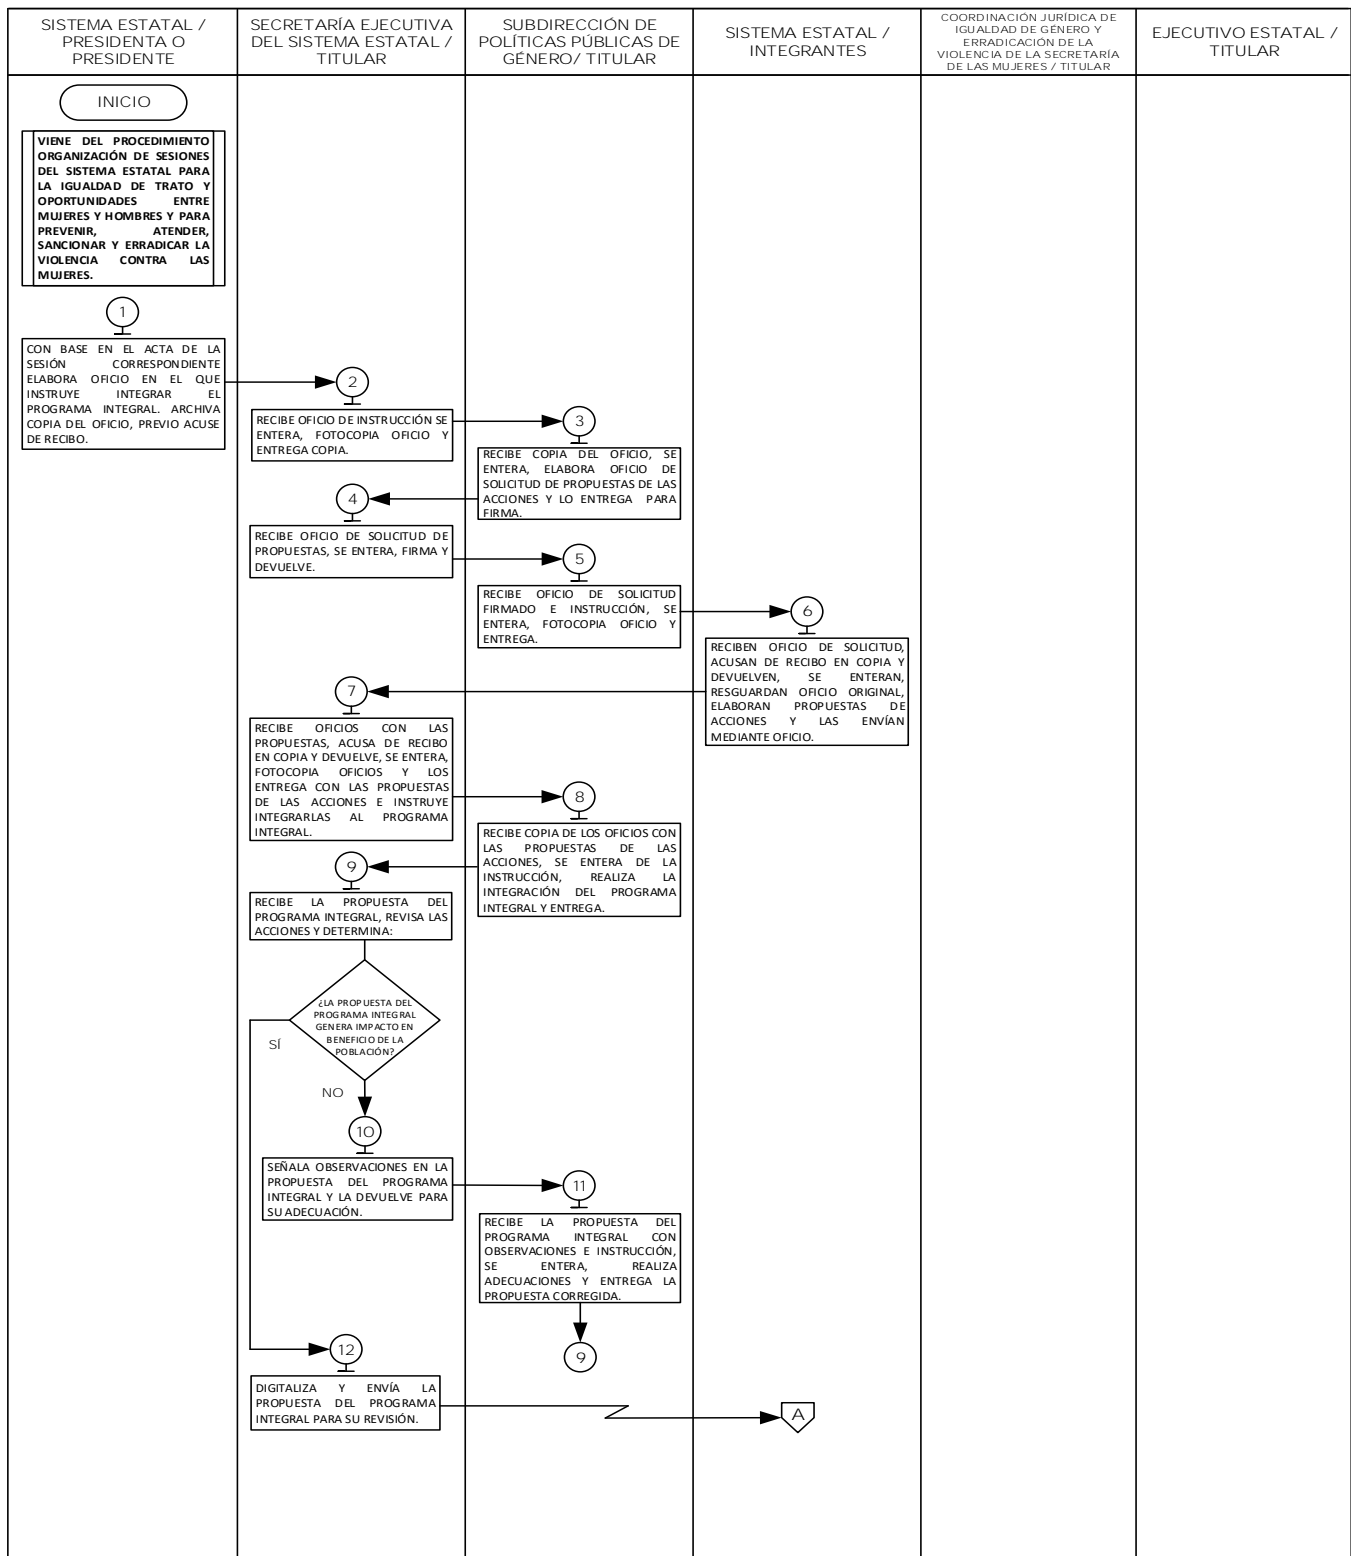 SISTEMA ESTATAL /
PRESIDENTA O
PRESIDENTE
SECRETARÍA EJECUTIVA
DEL SISTEMA ESTATAL /
TITULAR
SUBDIRECCIÓN DE
POLÍTICAS PÚBLICAS DE
GÉNERO/ TITULAR
SISTEMA ESTATAL /
INTEGRANTES
COORDINACIÓN JURÍDICA DE
IGUALDAD DE GÉNERO Y
ERRADICACIÓN DE LA
VIOLENCIA DE LA SECRETARÍA
DE LAS MUJERES / TITULAR
EJECUTIVO ESTATAL /
TITULAR
INICIO
VIENE DEL PROCEDIMIENTO
ORGANIZACIÓN DE SESIONES
DEL SISTEMA ESTATAL PARA
LA IGUALDAD DE TRATO Y
OPORTUNIDADES ENTRE
MUJERES Y HOMBRES Y PARA
PREVENIR, ATENDER,
SANCIONAR Y ERRADICAR LA
VIOLENCIA CONTRA LAS
MUJERES.
1
CON BASE EN EL ACTA DE LA
SESIÓN CORRESPONDIENTE
ELABORA OFICIO EN EL QUE
INSTRUYE INTEGRAR EL
PROGRAMA INTEGRAL. ARCHIVA
COPIA DEL OFICIO, PREVIO ACUSE
DE RECIBO.
2
RECIBE OFICIO DE INSTRUCCIÓN SE
ENTERA, FOTOCOPIA OFICIO Y
ENTREGA COPIA.
3
RECIBE COPIA DEL OFICIO, SE
ENTERA, ELABORA OFICIO DE
SOLICITUD DE PROPUESTAS DE LAS
ACCIONES Y LO ENTREGA PARA
FIRMA.
4
RECIBE OFICIO DE SOLICITUD DE
PROPUESTAS, SE ENTERA, FIRMA Y
DEVUELVE.
5
RECIBE OFICIO DE SOLICITUD
FIRMADO E INSTRUCCIÓN, SE
ENTERA, FOTOCOPIA OFICIO Y
ENTREGA.
6
RECIBEN OFICIO DE SOLICITUD,
ACUSAN DE RECIBO EN COPIA Y
DEVUELVEN, SE ENTERAN,
RESGUARDAN OFICIO ORIGINAL,
ELABORAN PROPUESTAS DE
ACCIONES Y LAS ENVÍAN
MEDIANTE OFICIO.
7
RECIBE OFICIOS CON LAS
PROPUESTAS, ACUSA DE RECIBO
EN COPIA Y DEVUELVE, SE ENTERA,
FOTOCOPIA OFICIOS Y LOS
ENTREGA CON LAS PROPUESTAS
DE LAS ACCIONES E INSTRUYE
INTEGRARLAS AL PROGRAMA
INTEGRAL.
8
RECIBE COPIA DE LOS OFICIOS CON
LAS PROPUESTAS DE LAS
ACCIONES, SE ENTERA DE LA
INSTRUCCIÓN, REALIZA LA
INTEGRACIÓN DEL PROGRAMA
INTEGRAL Y ENTREGA.
9
RECIBE LA PROPUESTA DEL
PROGRAMA INTEGRAL, REVISA LAS
ACCIONES Y DETERMINA:
¿LA PROPUESTA DEL
PROGRAMA INTEGRAL
GENERA IMPACTO EN
BENEFICIO DE LA
POBLACIÓN?
SÍ
NO
10
SEÑALA OBSERVACIONES EN LA
PROPUESTA DEL PROGRAMA
INTEGRAL Y LA DEVUELVE PARA
SU ADECUACIÓN.
11
RECIBE LA PROPUESTA DEL
PROGRAMA INTEGRAL CON
OBSERVACIONES E INSTRUCCIÓN,
SE ENTERA, REALIZA
ADECUACIONES Y ENTREGA LA
PROPUESTA CORREGIDA.
9
12
DIGITALIZA Y ENVÍA LA
PROPUESTA DEL PROGRAMA
INTEGRAL PARA SU REVISIÓN.
A